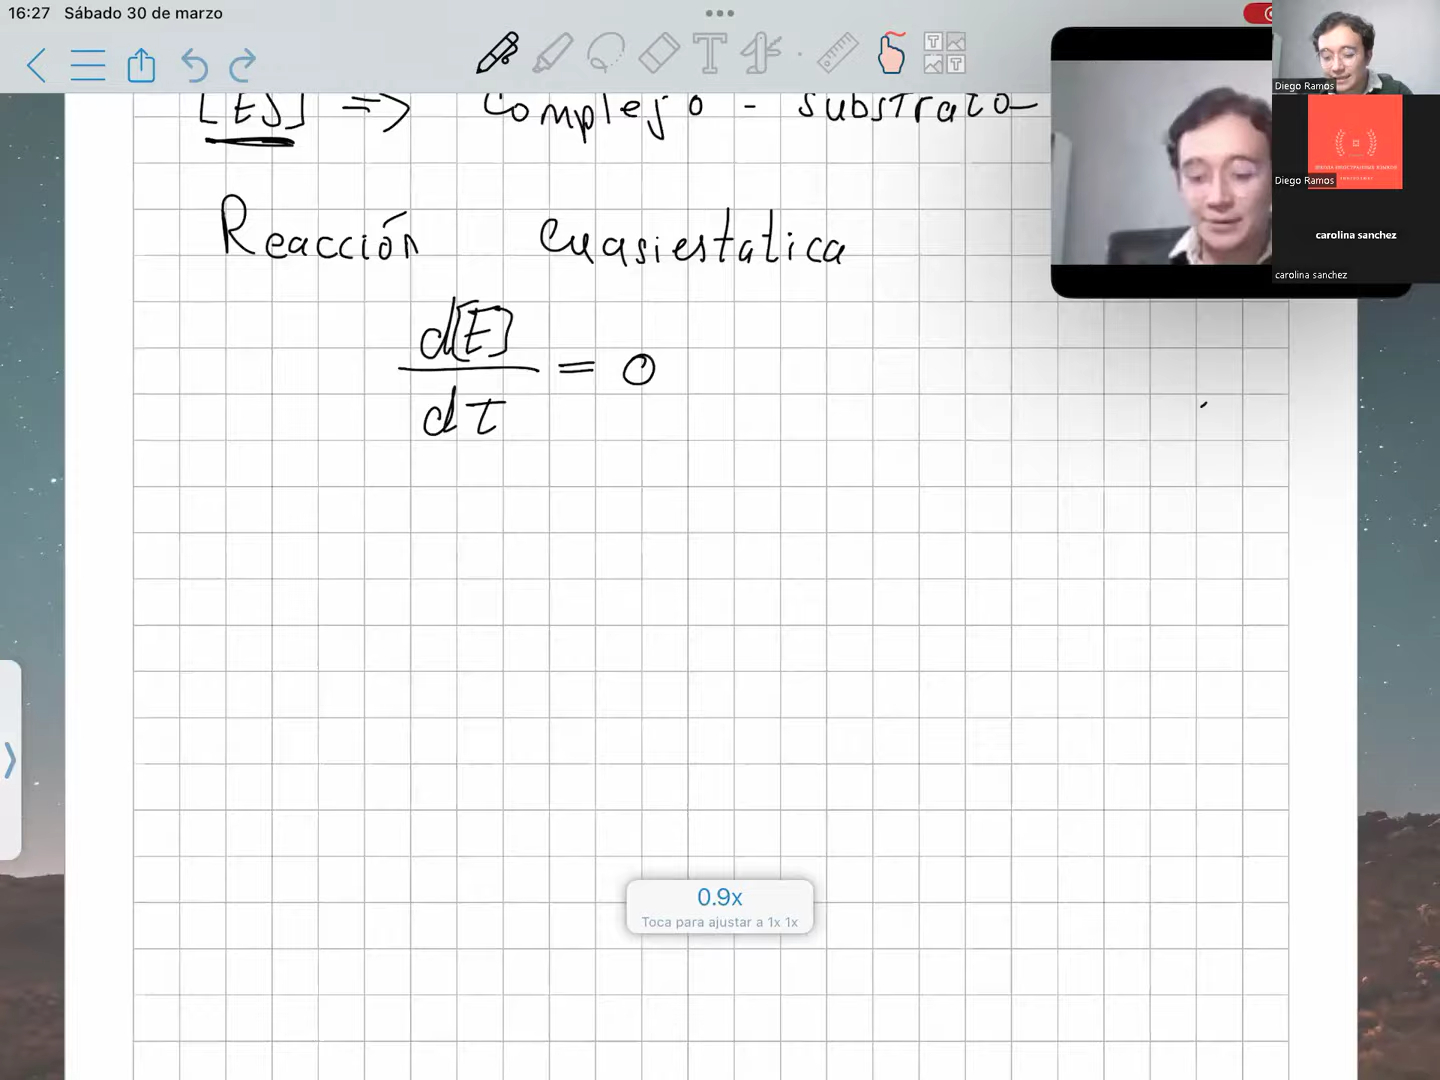 16:27 Sábado 30 de marzo
[ES] => Complejo - substrato
Reacción cuasiestatica
d[E]
= 0
dτ
0.9x
Toca para ajustar a 1x 1x
Diego Ramos
Diego Ramos
carolina sanchez
carolina sanchez